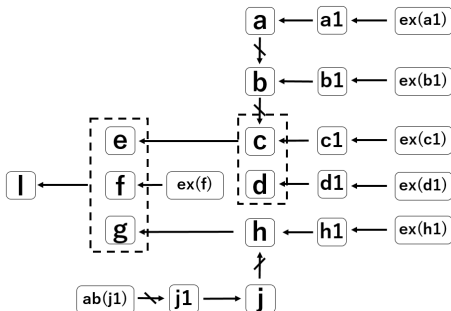 a a1 ex(a1)
b b1 ex(b1)
e c c1 ex(c1)
l f ex(f) d d1 ex(d1)
g h h1 ex(h1)
ab(j1) j1 j